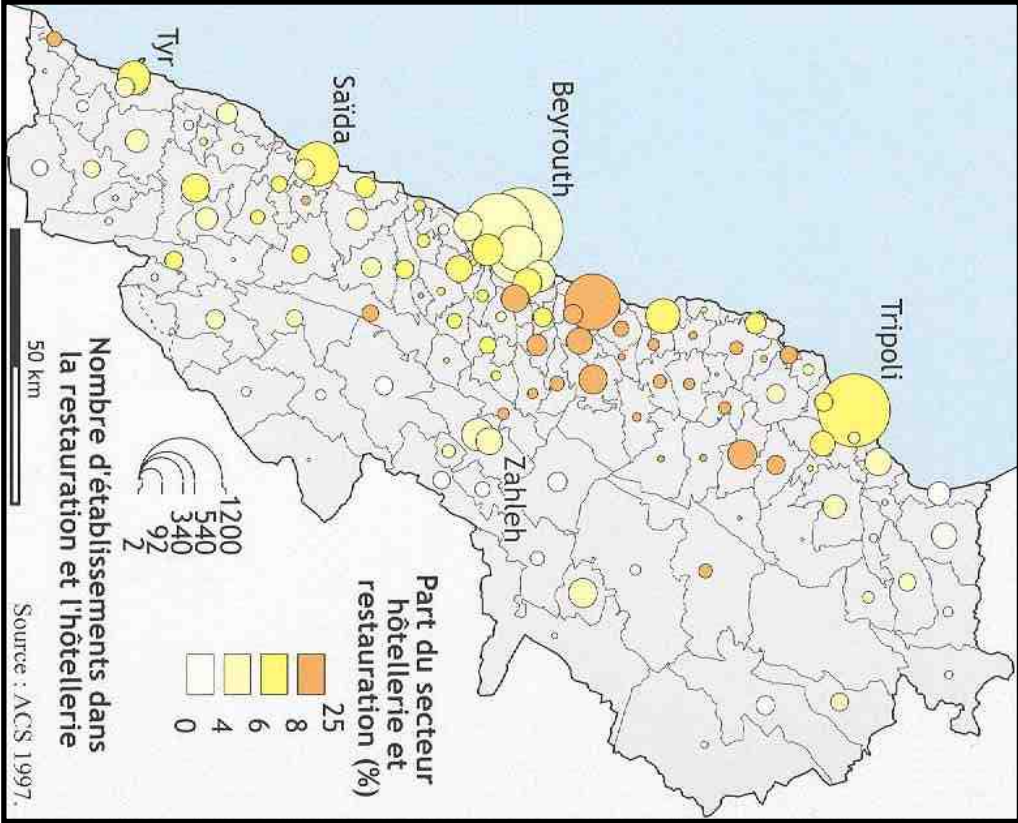 Tripoli
Beyrouth
Saïda
Tyr
Zahleh
Part du secteur
hôtellerie et
restauration (%)
25
8
6
4
0
1200
540
340
92
2
Nombre d'établissements dans
la restauration et l'hôtellerie
50 km
Source : ACS 1997.